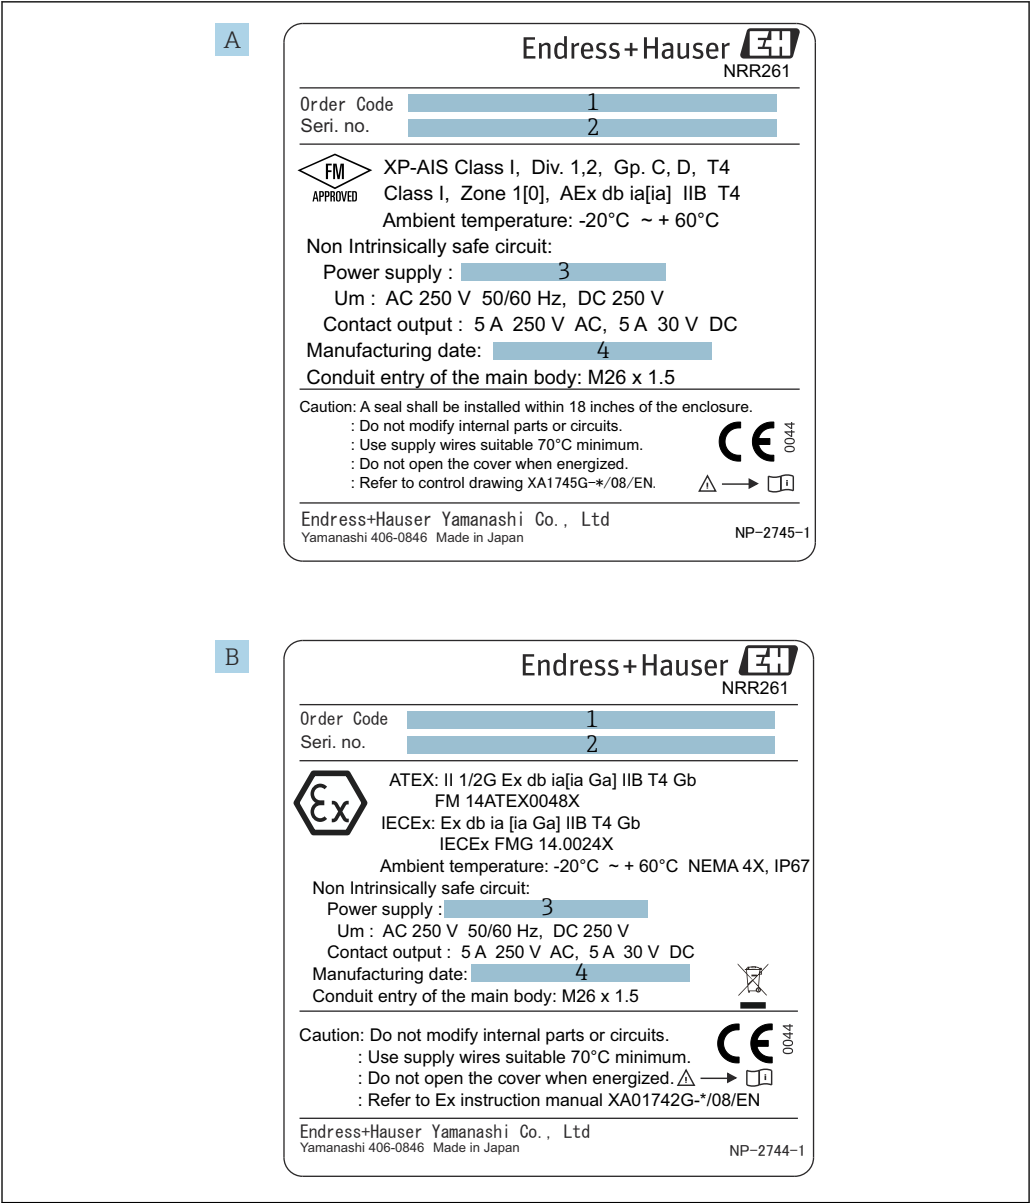 A
Endress+Hauser EH
NRR261
Order Code 1
Seri. no. 2
FM
APPROVED
XP-AIS Class I, Div. 1,2, Gp. C, D, T4
Class I, Zone 1[0], AEx db ia[ia] IIB T4
Ambient temperature: -20°C ~ + 60°C
Non Intrinsically safe circuit:
Power supply : 3
Um : AC 250 V 50/60 Hz, DC 250 V
Contact output : 5 A 250 V AC, 5 A 30 V DC
Manufacturing date: 4
Conduit entry of the main body: M26 x 1.5
Caution: A seal shall be installed within 18 inches of the enclosure.
: Do not modify internal parts or circuits.
: Use supply wires suitable 70°C minimum.
: Do not open the cover when energized.
: Refer to control drawing XA1745G-*/08/EN.
CE 0044
Endress+Hauser Yamanashi Co., Ltd
Yamanashi 406-0846 Made in Japan
NP-2745-1
B
Endress+Hauser EH
NRR261
Order Code 1
Seri. no. 2
Ex
ATEX: II 1/2G Ex db ia[ia Ga] IIB T4 Gb
FM 14ATEX0048X
IECEx: Ex db ia [ia Ga] IIB T4 Gb
IECEx FMG 14.0024X
Ambient temperature: -20°C ~ + 60°C NEMA 4X, IP67
Non Intrinsically safe circuit:
Power supply : 3
Um : AC 250 V 50/60 Hz, DC 250 V
Contact output : 5 A 250 V AC, 5 A 30 V DC
Manufacturing date: 4
Conduit entry of the main body: M26 x 1.5
Caution: Do not modify internal parts or circuits.
: Use supply wires suitable 70°C minimum.
: Do not open the cover when energized.
: Refer to Ex instruction manual XA01742G-*/08/EN
CE 0044
Endress+Hauser Yamanashi Co., Ltd
Yamanashi 406-0846 Made in Japan
NP-2744-1